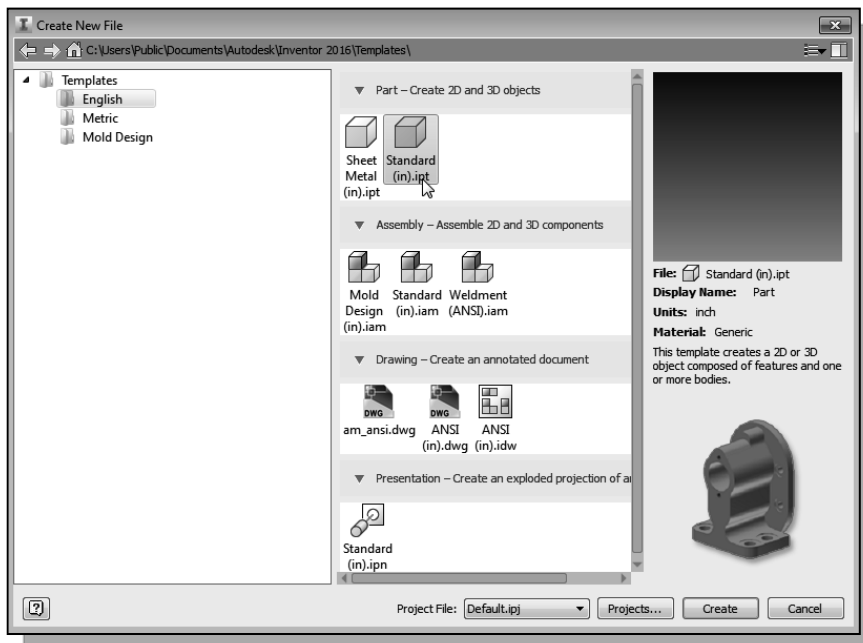 Create New File
C:\Users\Public\Documents\Autodesk\Inventor 2016\Templates\
Templates
English
Metric
Mold Design
Part – Create 2D and 3D objects
Sheet
Metal
(in).ipt
Standard
(in).ipt
Assembly – Assemble 2D and 3D components
Mold
Design
(in).iam
Standard
(in).iam
Weldment
(ANSI).iam
Drawing – Create an annotated document
DWG
am_ansi.dwg
DWG
ANSI
(in).dwg
ANSI
(in).idw
Presentation – Create an exploded projection of a
Standard
(in).ipn
File: Standard (in).ipt
Display Name: Part
Units: inch
Material: Generic
This template creates a 2D or 3D
object composed of features and one
or more bodies.
?
Project File: Default.ipj Projects... Create Cancel